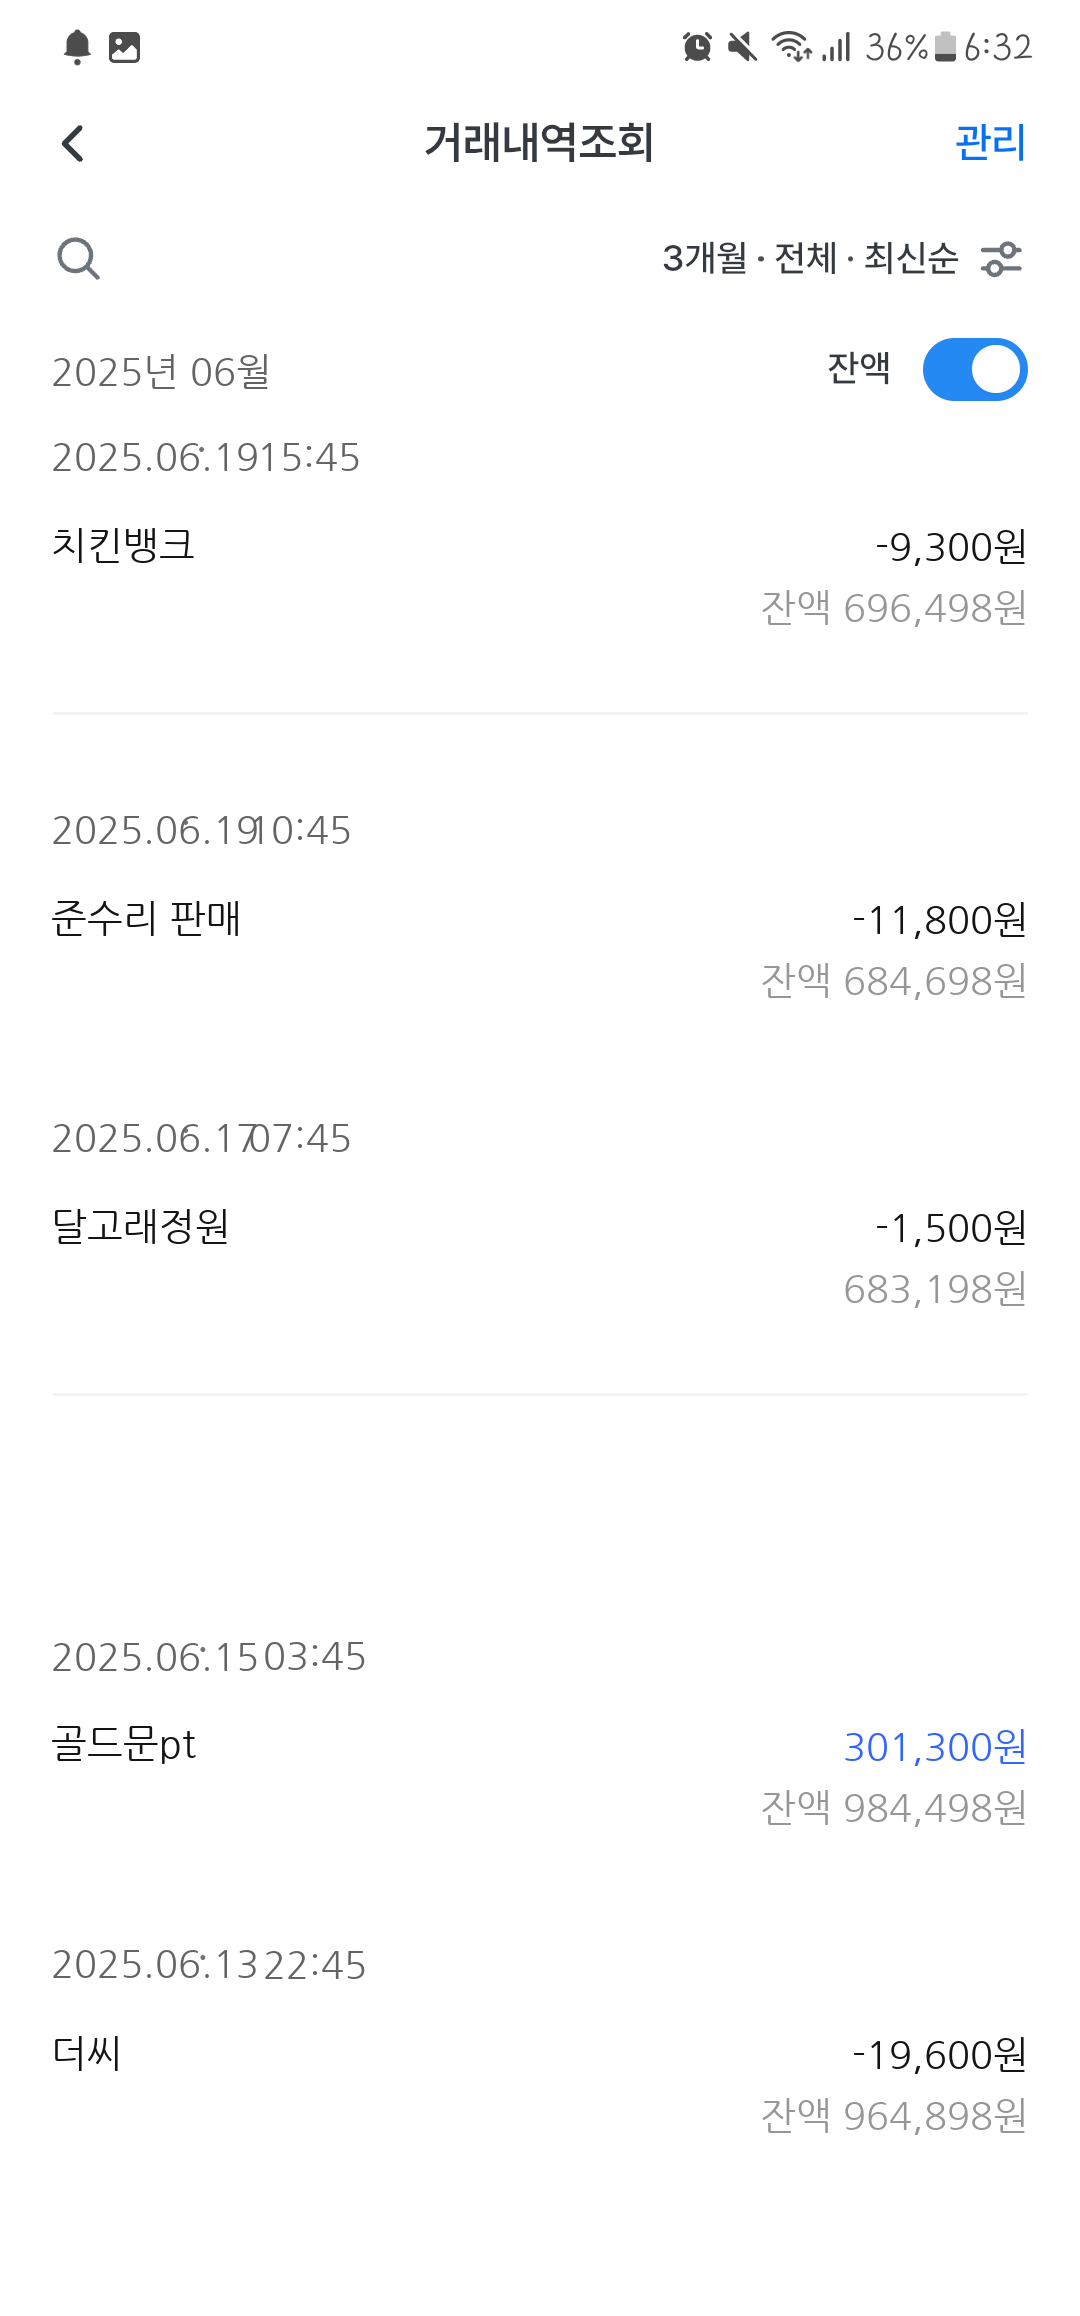 36% 6:32
거래내역조회 관리
3개월 · 전체 · 최신순
2025년 06월 잔액
2025.06.19 15:45
치킨뱅크 -9,300원
잔액 696,498원
2025.06.19 10:45
준수리 판매 -11,800원
잔액 684,698원
2025.06.17 07:45
달고래정원 -1,500원
683,198원
2025.06.15 03:45
골드문pt 301,300원
잔액 984,498원
2025.06.13 22:45
더씨 -19,600원
잔액 964,898원